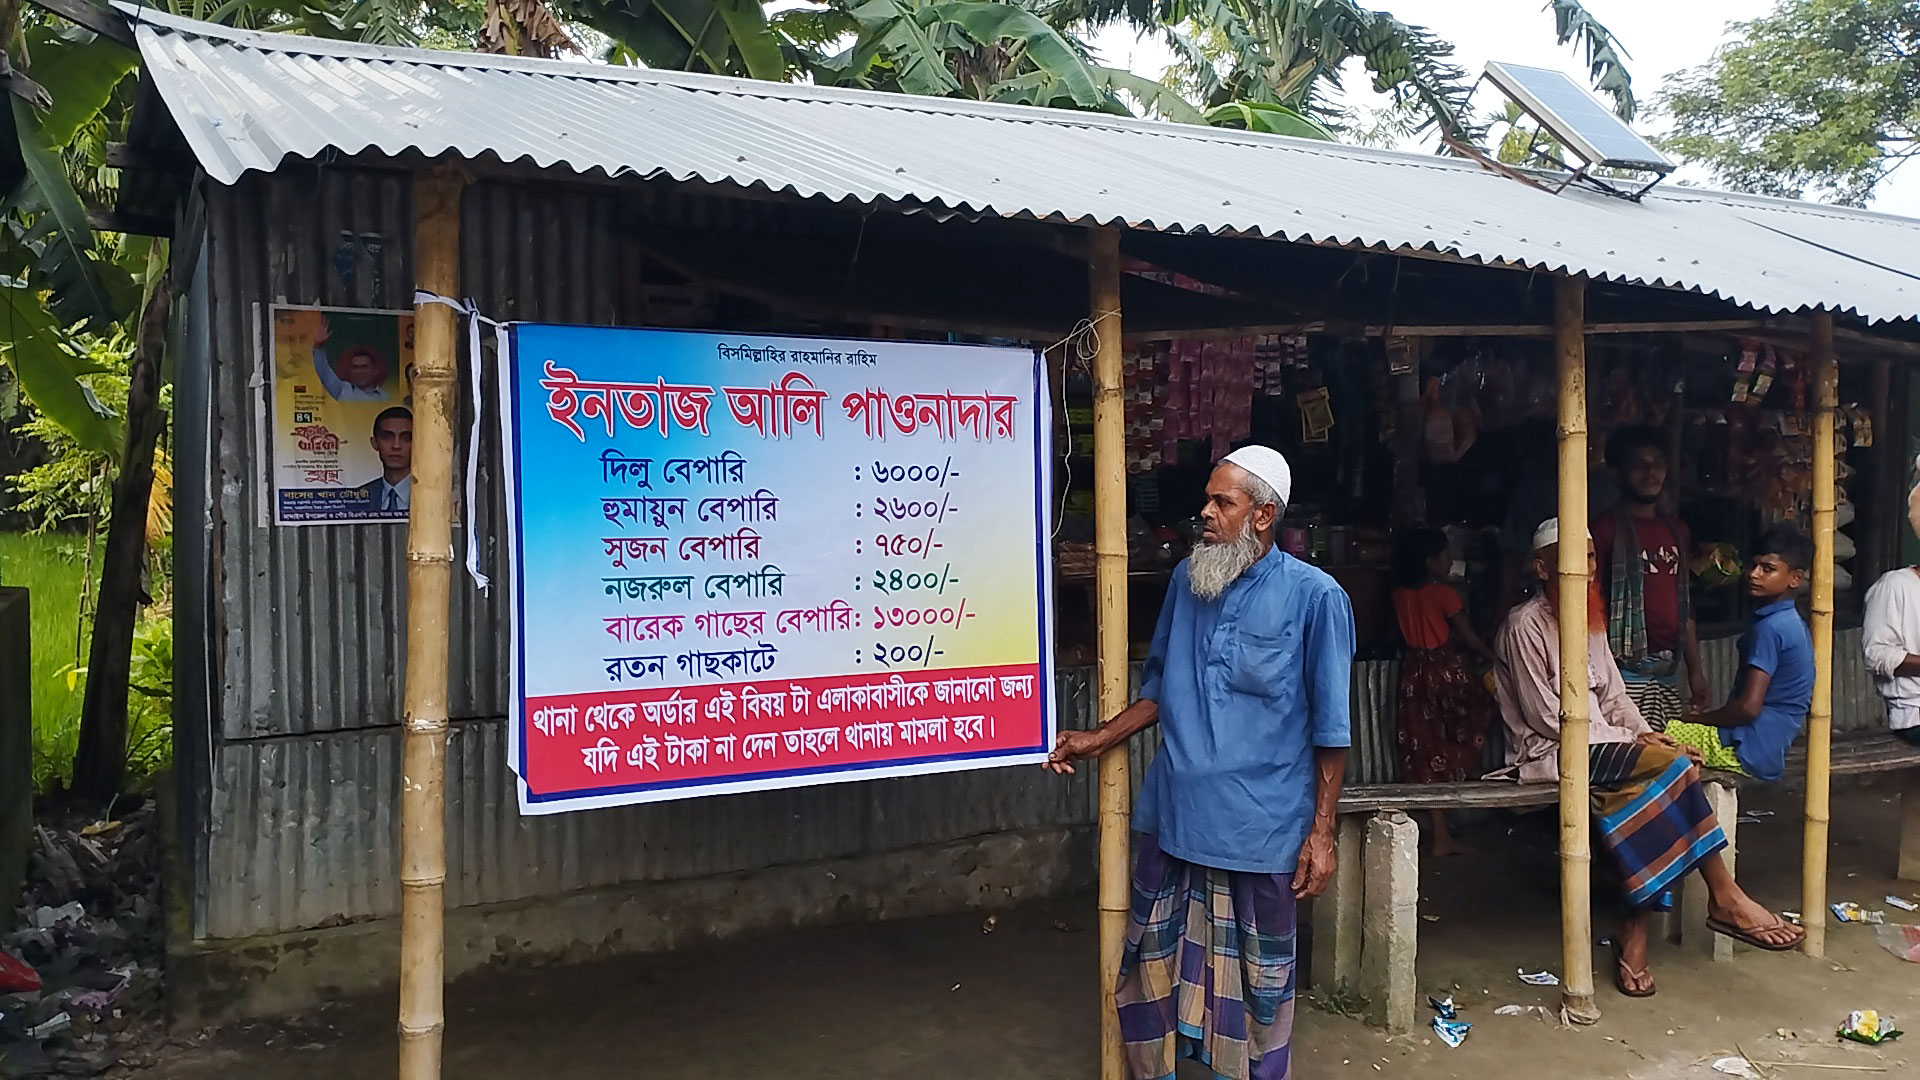 বিসমিল্লাহির রাহমানির রাহিম
ইনতাজ আলি পাওনাদার
দিলু বেপারি : ৬০০০/-
হুমায়ুন বেপারি : ২৬০০/-
সুজন বেপারি : ৭৫০/-
নজরুল বেপারি : ২৪০০/-
বারেক গাছের বেপারি: ১৩০০০/-
রতন গাছকাটে : ২০০/-
থানা থেকে অর্ডার এই বিষয় টা এলাকাবাসীকে জানানো জন্য
যদি এই টাকা না দেন তাহলে থানায় মামলা হবে।
৪৭
নাসের খান চৌধুরী